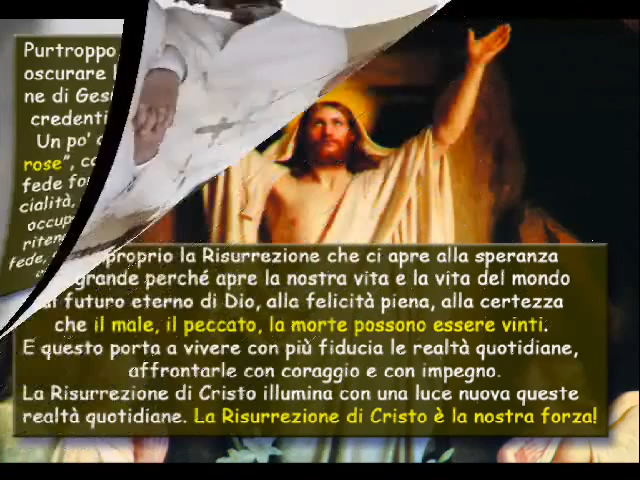 Purtroppo
oscurare
ne di Ges
credenti
Un po'
rose”,
fede fo
cialità,
occup
riten
fede,
proprio la Risurrezione che ci apre alla speranza
grande perché apre la nostra vita e la vita del mondo
al futuro eterno di Dio, alla felicità piena, alla certezza
che il male, il peccato, la morte possono essere vinti.
E questo porta a vivere con più fiducia le realtà quotidiane,
affrontarle con coraggio e con impegno.
La Risurrezione di Cristo illumina con una luce nuova queste
realtà quotidiane. La Risurrezione di Cristo è la nostra forza!